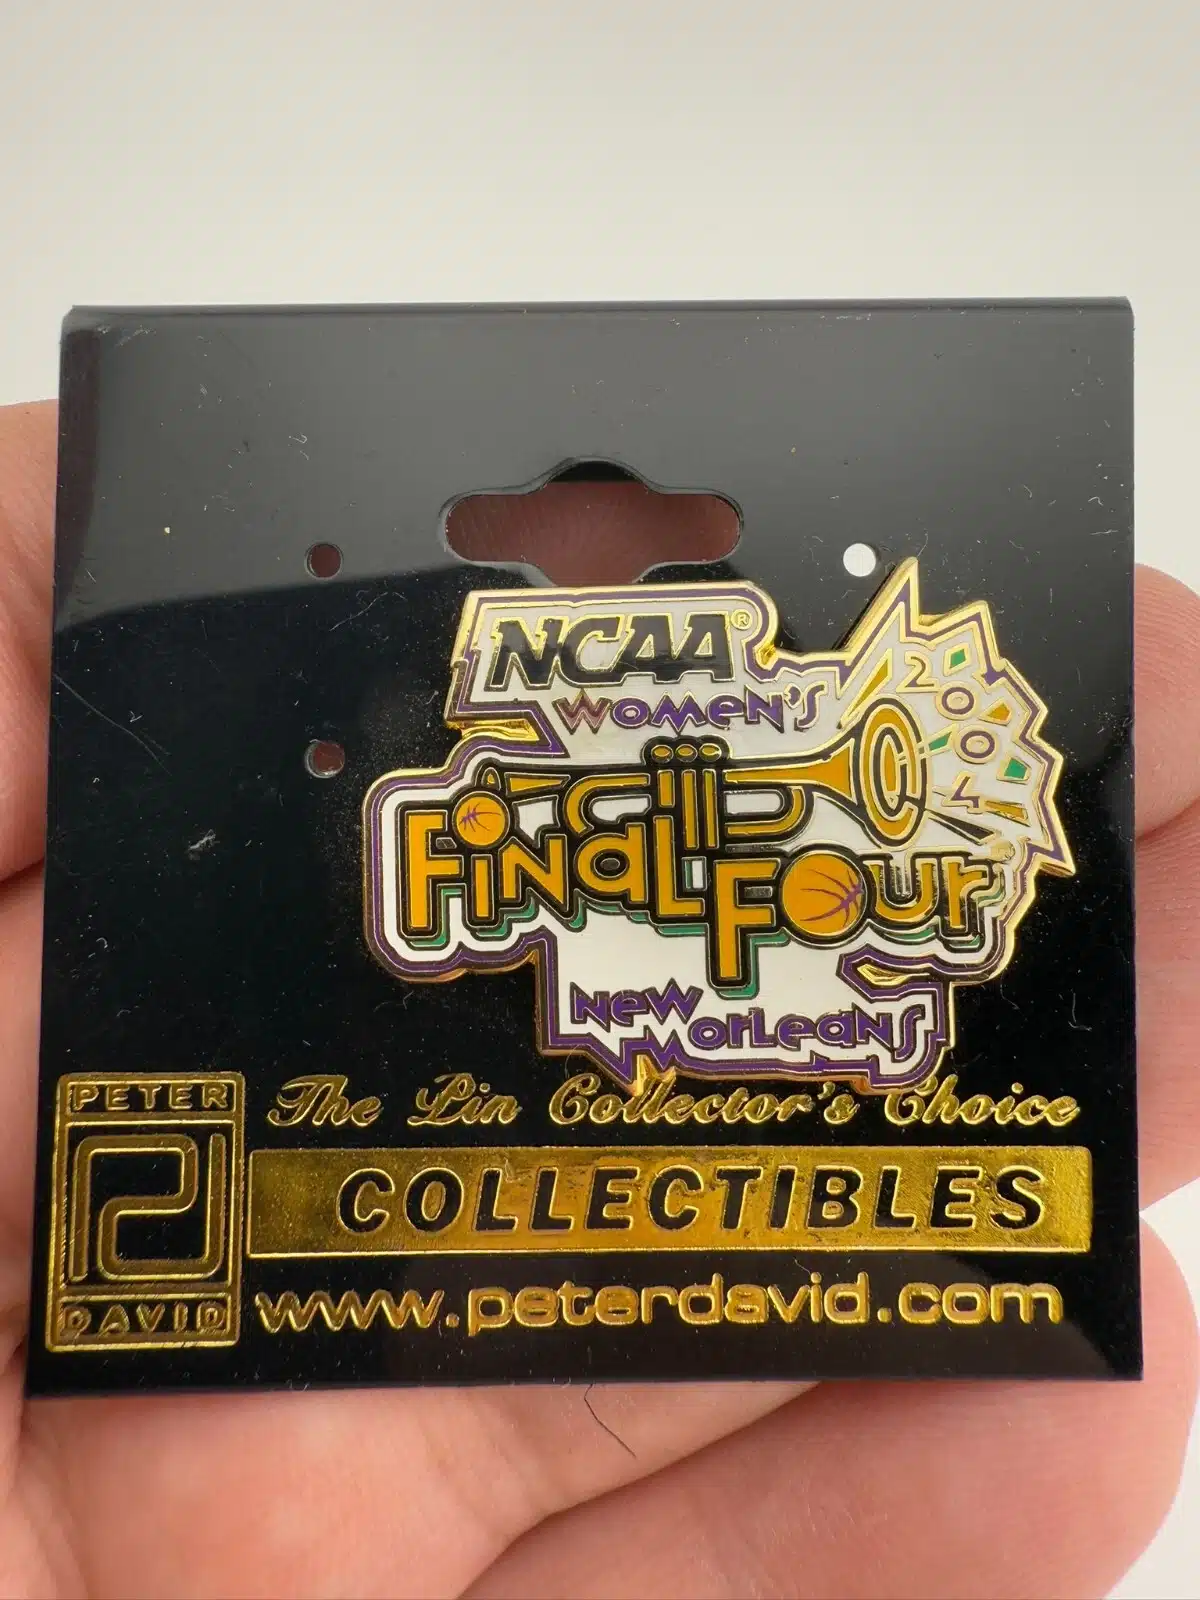 NCAA®
Women's
2004
Final Four®
New Orleans
PETER
DAVID
The Pin Collector's Choice
COLLECTIBLES
www.peterdavid.com